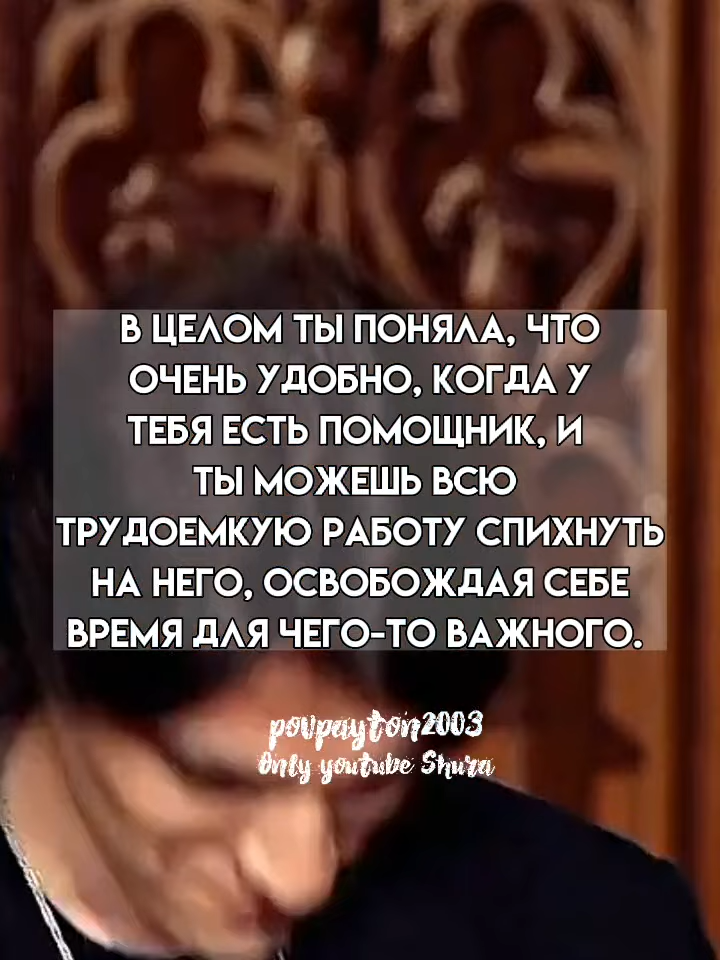 В ЦЕЛОМ ТЫ ПОНЯЛА, ЧТО
ОЧЕНЬ УДОБНО, КОГДА У
ТЕБЯ ЕСТЬ ПОМОЩНИК, И
ТЫ МОЖЕШЬ ВСЮ
ТРУДОЕМКУЮ РАБОТУ СПИХНУТЬ
НА НЕГО, ОСВОБОЖДАЯ СЕБЕ
ВРЕМЯ ДЛЯ ЧЕГО-ТО ВАЖНОГО.
povpayton2003
Only youtube Shura